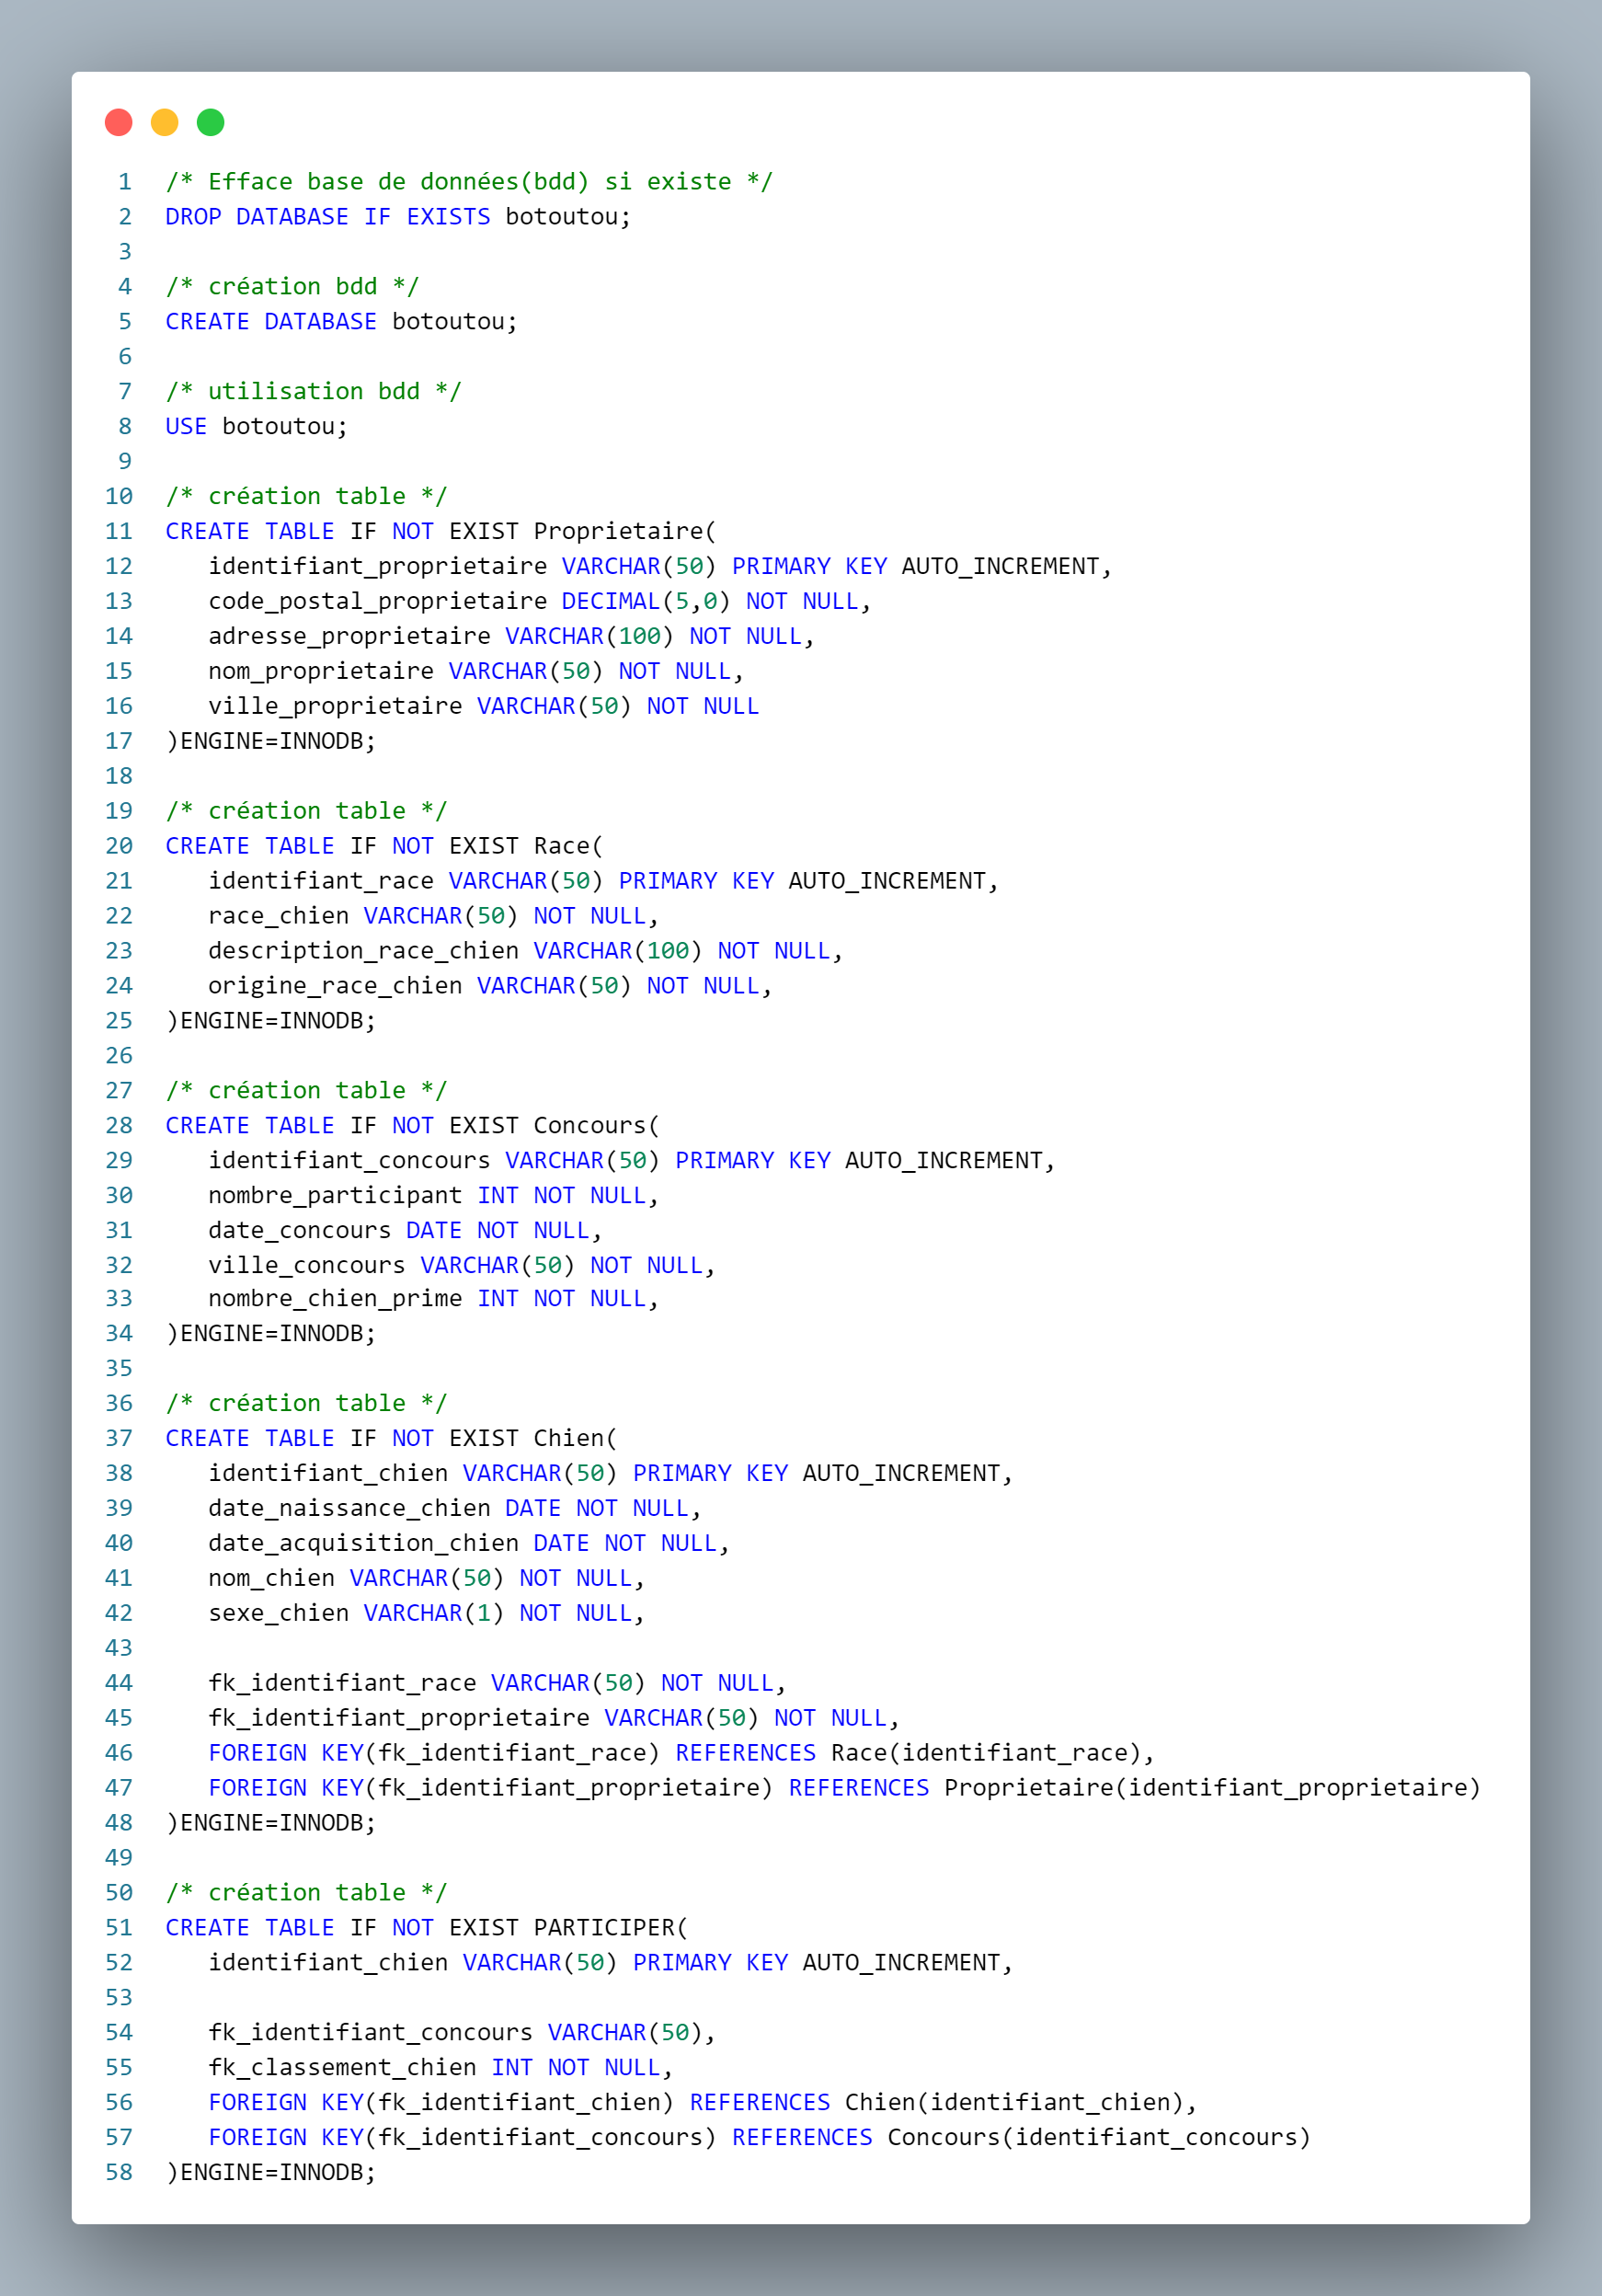 1 /* Efface base de données(bdd) si existe */
2 DROP DATABASE IF EXISTS botoutou;
3
4 /* création bdd */
5 CREATE DATABASE botoutou;
6
7 /* utilisation bdd */
8 USE botoutou;
9
10 /* création table */
11 CREATE TABLE IF NOT EXIST Proprietaire(
12    identifiant_proprietaire VARCHAR(50) PRIMARY KEY AUTO_INCREMENT,
13    code_postal_proprietaire DECIMAL(5,0) NOT NULL,
14    adresse_proprietaire VARCHAR(100) NOT NULL,
15    nom_proprietaire VARCHAR(50) NOT NULL,
16    ville_proprietaire VARCHAR(50) NOT NULL
17 )ENGINE=INNODB;
18
19 /* création table */
20 CREATE TABLE IF NOT EXIST Race(
21    identifiant_race VARCHAR(50) PRIMARY KEY AUTO_INCREMENT,
22    race_chien VARCHAR(50) NOT NULL,
23    description_race_chien VARCHAR(100) NOT NULL,
24    origine_race_chien VARCHAR(50) NOT NULL,
25 )ENGINE=INNODB;
26
27 /* création table */
28 CREATE TABLE IF NOT EXIST Concours(
29    identifiant_concours VARCHAR(50) PRIMARY KEY AUTO_INCREMENT,
30    nombre_participant INT NOT NULL,
31    date_concours DATE NOT NULL,
32    ville_concours VARCHAR(50) NOT NULL,
33    nombre_chien_prime INT NOT NULL,
34 )ENGINE=INNODB;
35
36 /* création table */
37 CREATE TABLE IF NOT EXIST Chien(
38    identifiant_chien VARCHAR(50) PRIMARY KEY AUTO_INCREMENT,
39    date_naissance_chien DATE NOT NULL,
40    date_acquisition_chien DATE NOT NULL,
41    nom_chien VARCHAR(50) NOT NULL,
42    sexe_chien VARCHAR(1) NOT NULL,
43
44    fk_identifiant_race VARCHAR(50) NOT NULL,
45    fk_identifiant_proprietaire VARCHAR(50) NOT NULL,
46    FOREIGN KEY(fk_identifiant_race) REFERENCES Race(identifiant_race),
47    FOREIGN KEY(fk_identifiant_proprietaire) REFERENCES Proprietaire(identifiant_proprietaire)
48 )ENGINE=INNODB;
49
50 /* création table */
51 CREATE TABLE IF NOT EXIST PARTICIPER(
52    identifiant_chien VARCHAR(50) PRIMARY KEY AUTO_INCREMENT,
53
54    fk_identifiant_concours VARCHAR(50),
55    fk_classement_chien INT NOT NULL,
56    FOREIGN KEY(fk_identifiant_chien) REFERENCES Chien(identifiant_chien),
57    FOREIGN KEY(fk_identifiant_concours) REFERENCES Concours(identifiant_concours)
58 )ENGINE=INNODB;